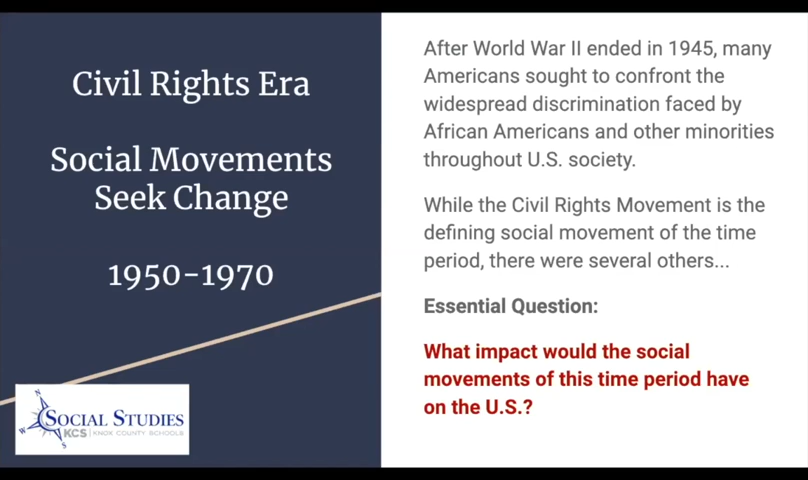 Civil Rights Era
Social Movements
Seek Change
1950-1970
N
W
S
SOCIAL STUDIES
KCS | KNOX COUNTY SCHOOLS
After World War II ended in 1945, many
Americans sought to confront the
widespread discrimination faced by
African Americans and other minorities
throughout U.S. society.
While the Civil Rights Movement is the
defining social movement of the time
period, there were several others...
Essential Question:
What impact would the social
movements of this time period have
on the U.S.?